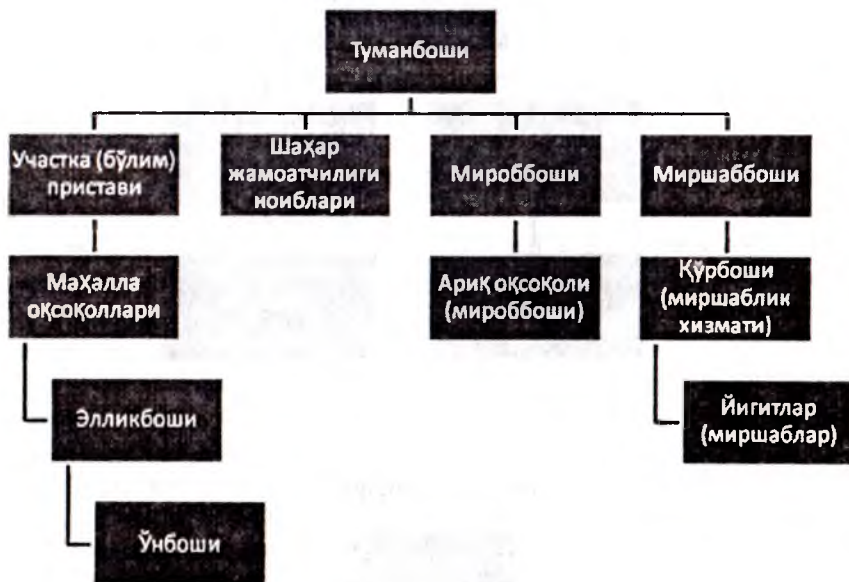 Туманбоши
Участка (бўлим)
пристави
Шаҳар
жамоатчилиги
ноиблари
Мироббоши
Миршаббоши
Маҳалла
оқсоқоллари
Ариқ оқсоқоли
(мироббоши)
Қўрбоши
(миршаблик
хизмати)
Элликбоши
Йигитлар
(миршаблар)
Ўнбоши